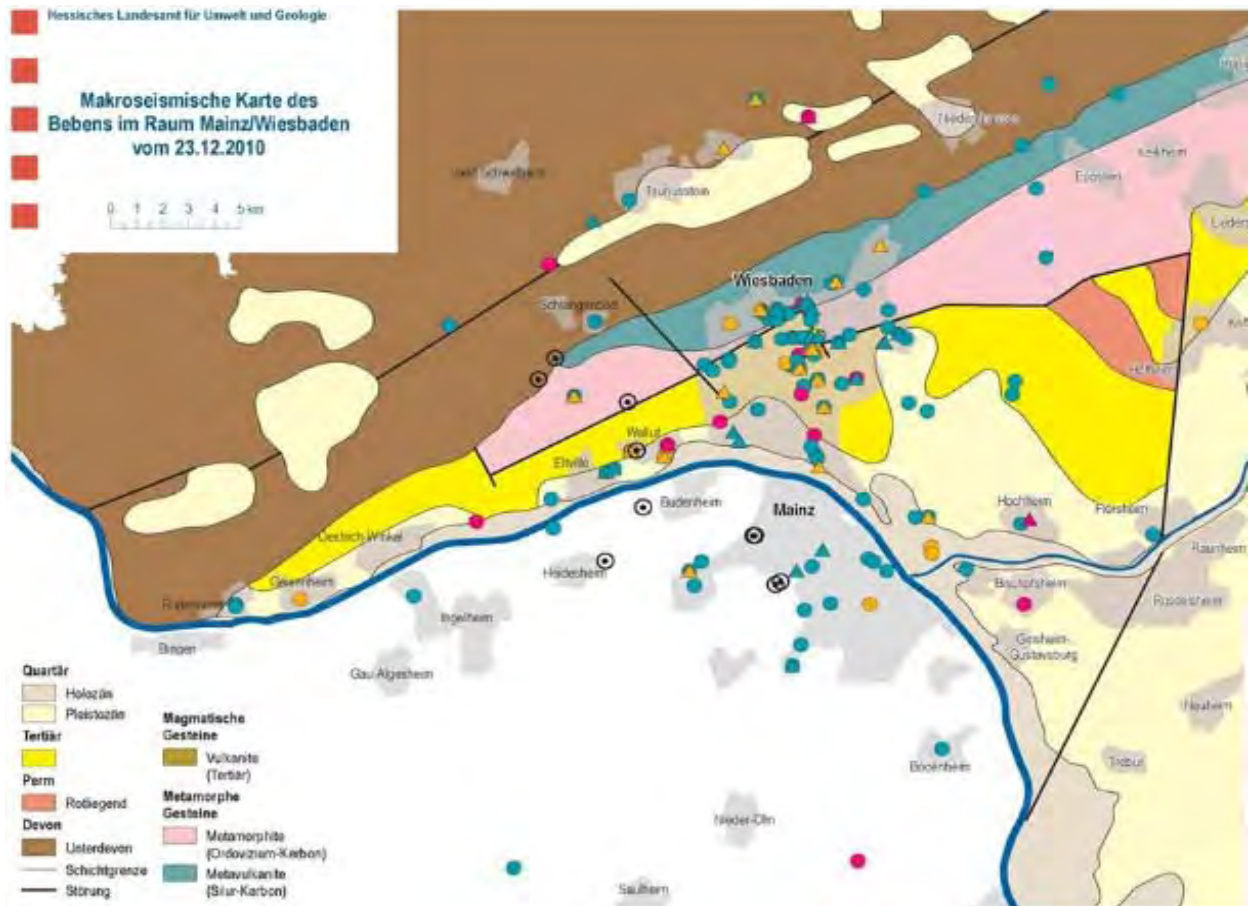 Hessisches Landesamt für Umwelt und Geologie
Makroseismische Karte des
Bebens im Raum Mainz/Wiesbaden
vom 23.12.2010
0 1 2 3 4 5 km
Taunusstein
Eppstein
Kelkheim
Wiesbaden
Schlangenbad
Hofheim
Walluf
Eltville
Budenheim
Mainz
Hochheim
Flörsheim
Raunheim
Oestrich-Winkel
Heidesheim
Geisenheim
Bischofsheim
Rüsselsheim
Rüdesheim
Ingelheim
Ginsheim-
Gustavsburg
Bingen
Gau-Algesheim
Nauheim
Trebur
Bodenheim
Nieder-Olm
Saulheim
Quartär
Holozän
Pleistozän
Tertiär
Perm
Rotliegend
Devon
Unterdevon
Schichtgrenze
Störung
Magmatische
Gesteine
Vulkanite
(Tertiär)
Metamorphe
Gesteine
Metamorphite
(Ordovizium-Karbon)
Metavulkanite
(Silur-Karbon)